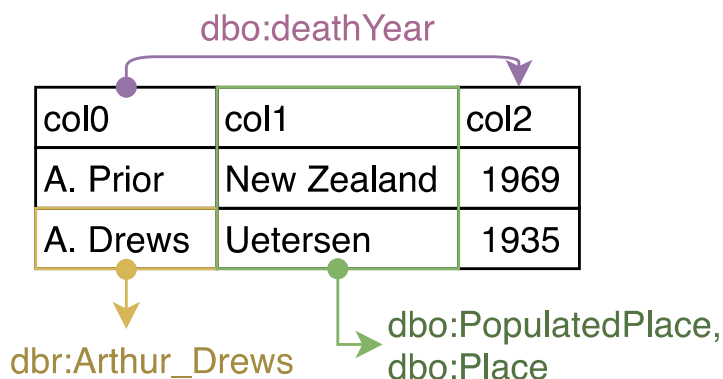 dbo:deathYear
col0 col1 col2
A. Prior New Zealand 1969
A. Drews Uetersen 1935
dbr:Arthur_Drews
dbo:PopulatedPlace,
dbo:Place